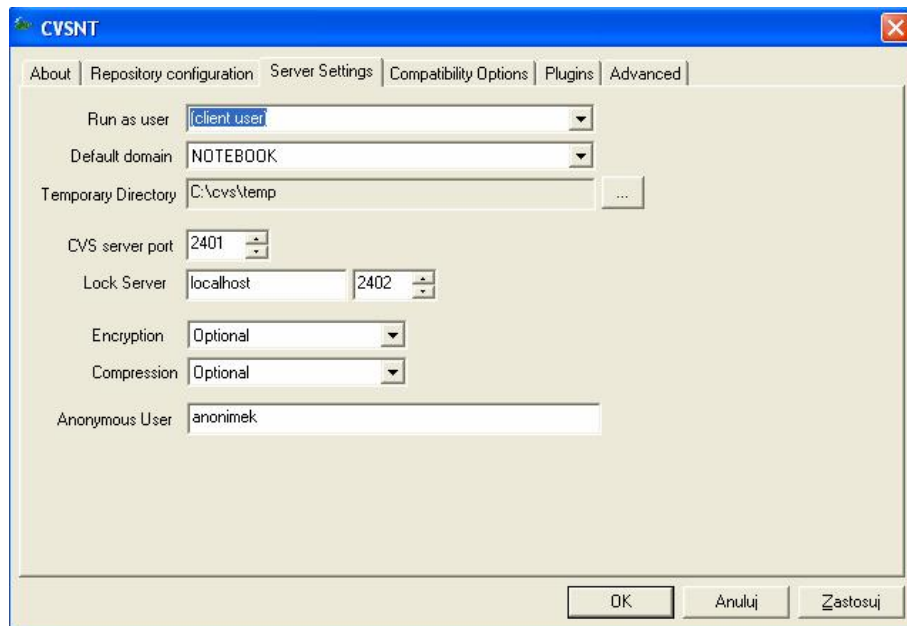 CVSNT
About Repository configuration Server Settings Compatibility Options Plugins Advanced
Run as user (client user)
Default domain NOTEBOOK
Temporary Directory C:\cvs\temp ...
CVS server port 2401
Lock Server localhost 2402
Encryption Optional
Compression Optional
Anonymous User anonimek
OK Anuluj Zastosuj